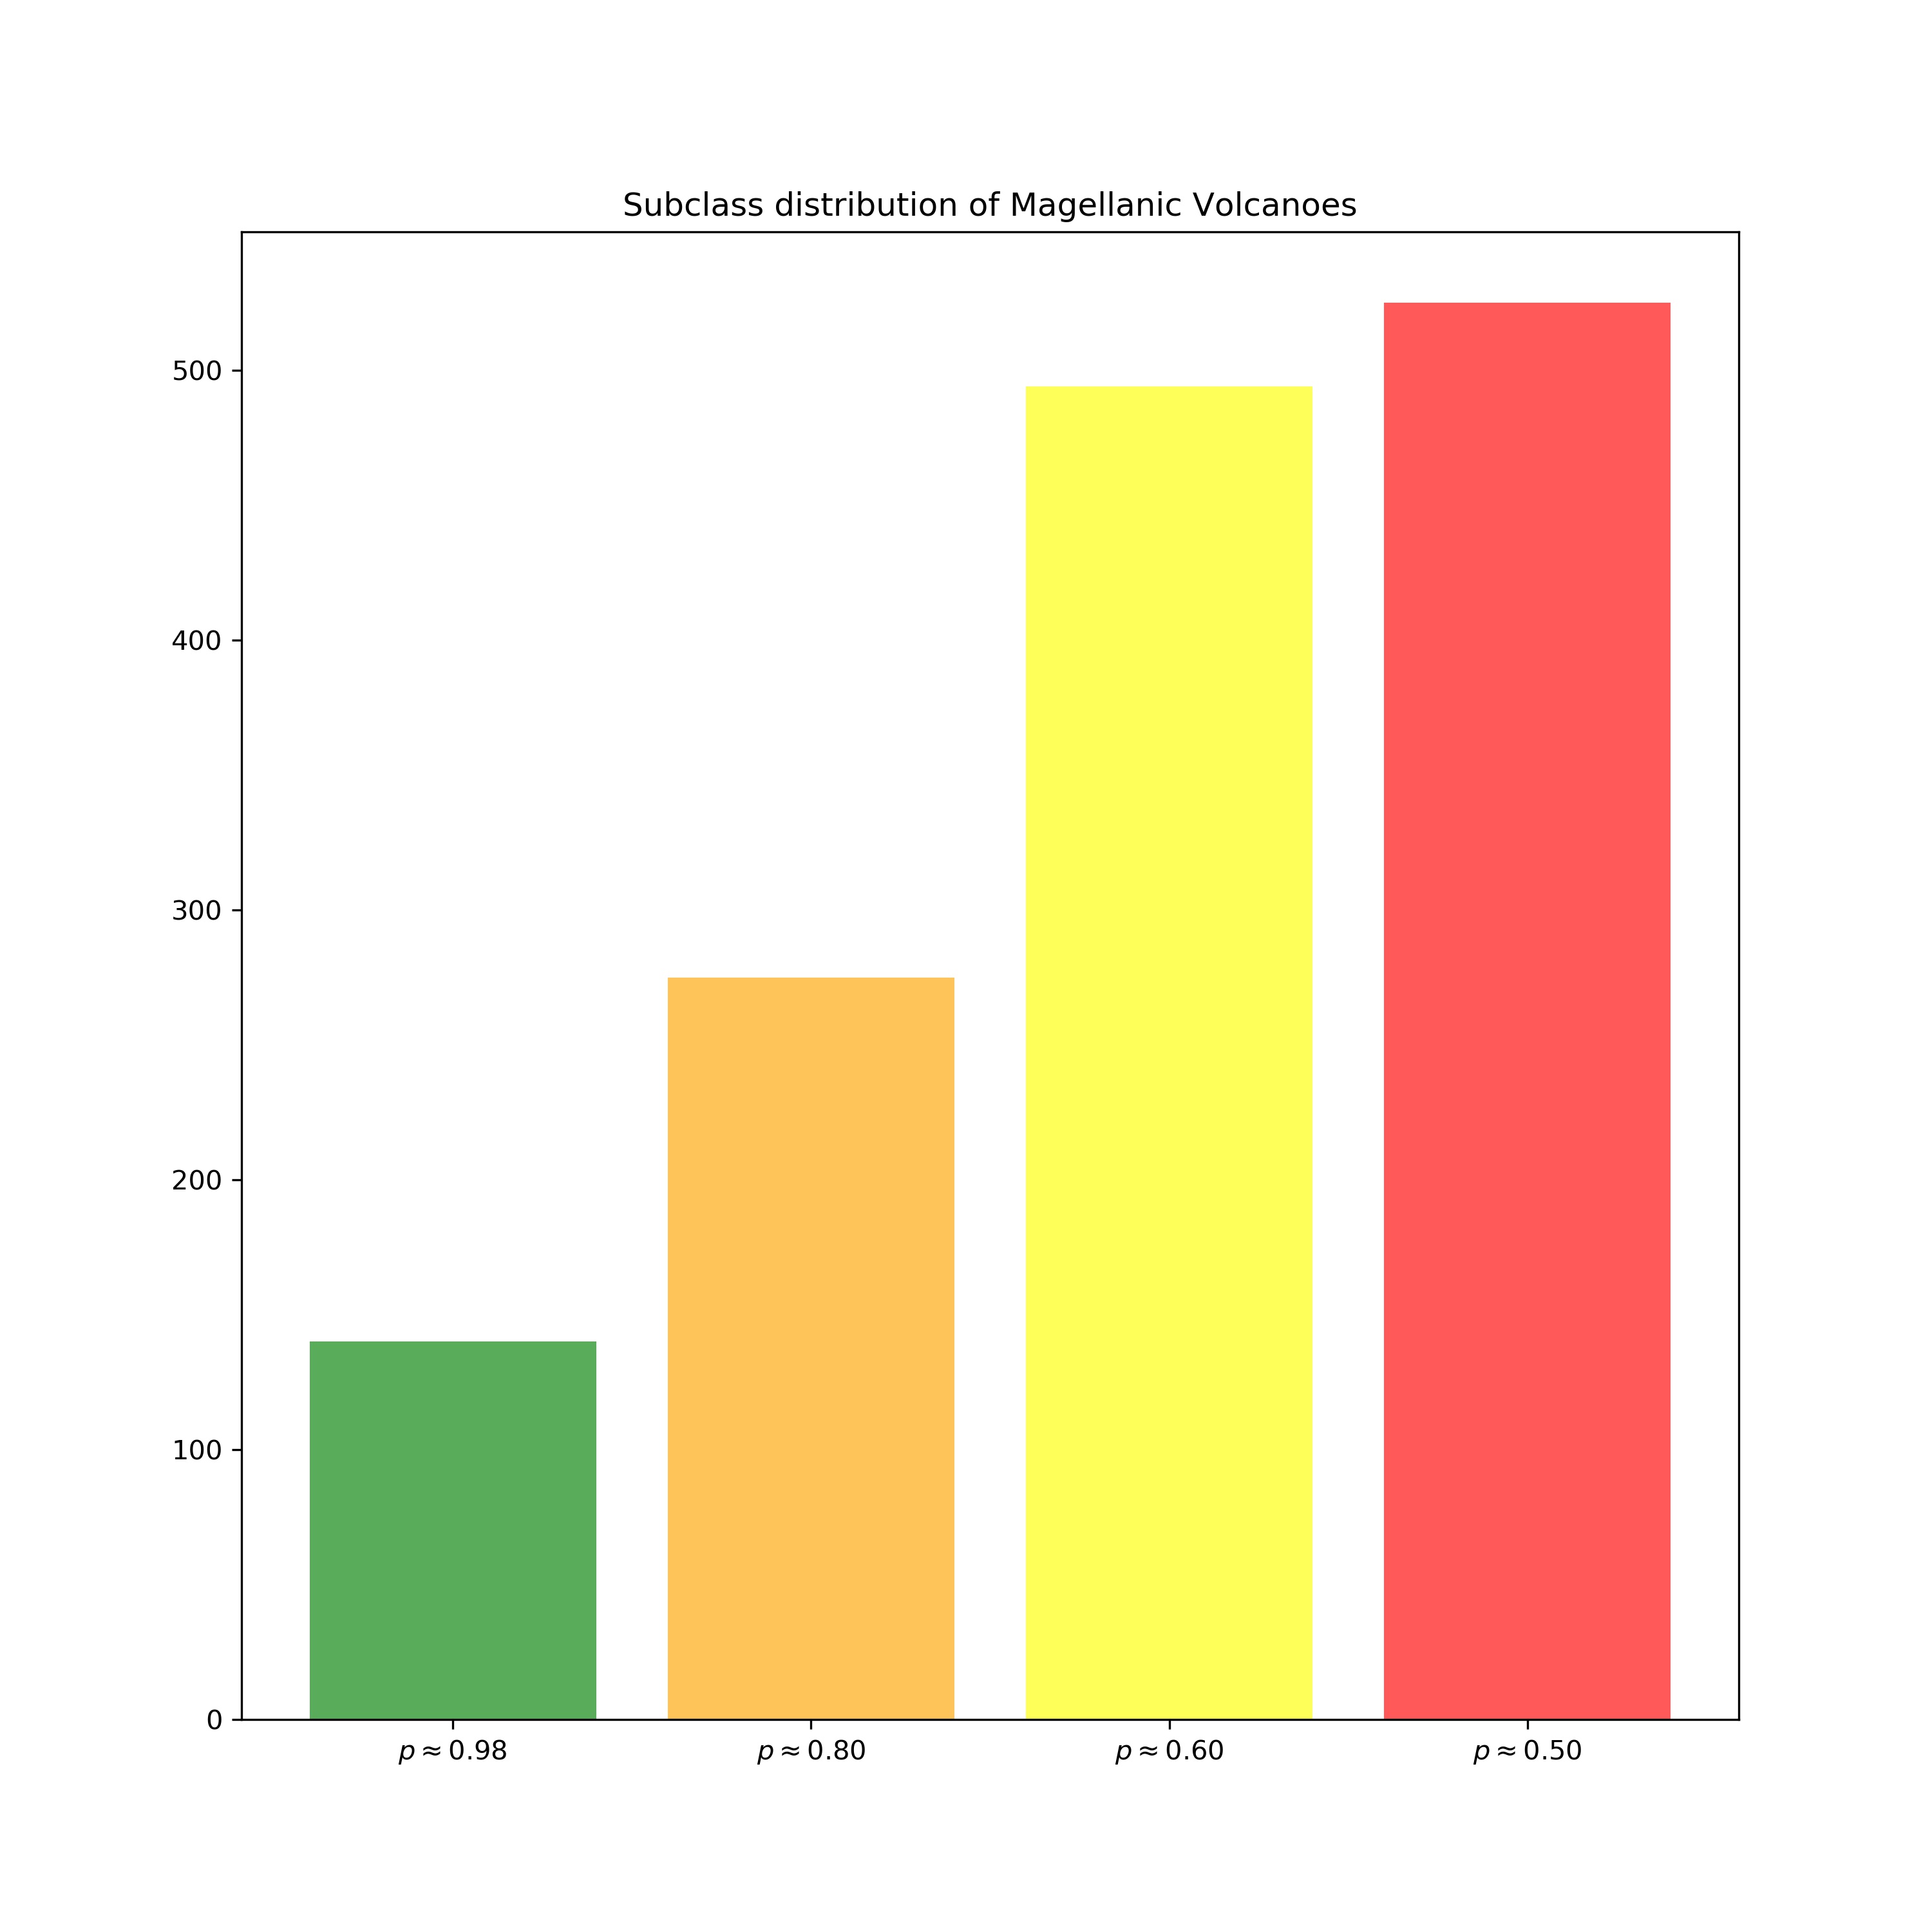 Subclass distribution of Magellanic Volcanoes
500
400
300
200
100
0
p ≈ 0.98
p ≈ 0.80
p ≈ 0.60
p ≈ 0.50